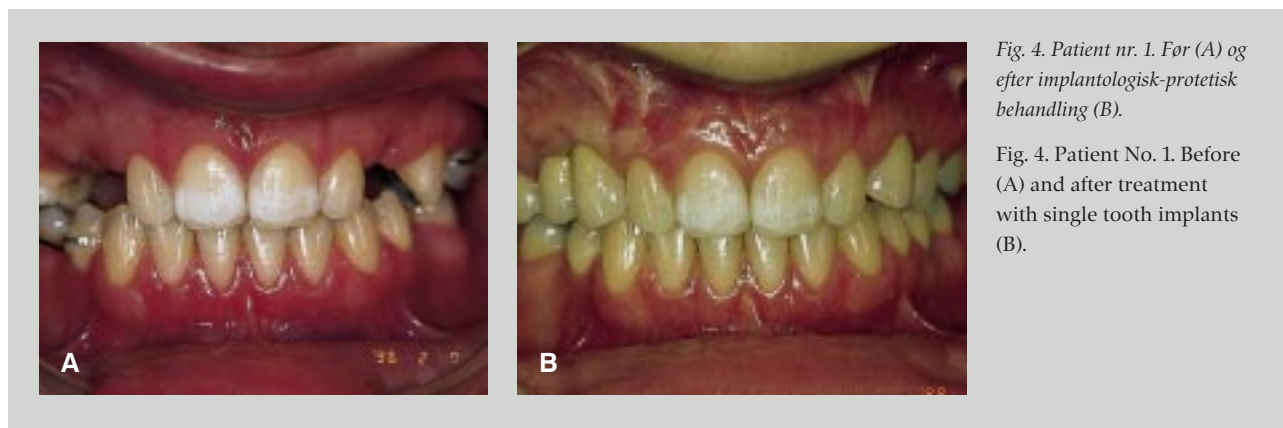 Fig. 4. Patient nr. 1. Før (A) og
efter implantologisk-protetisk
behandling (B).
Fig. 4. Patient No. 1. Before
(A) and after treatment
with single tooth implants
(B).
A
B